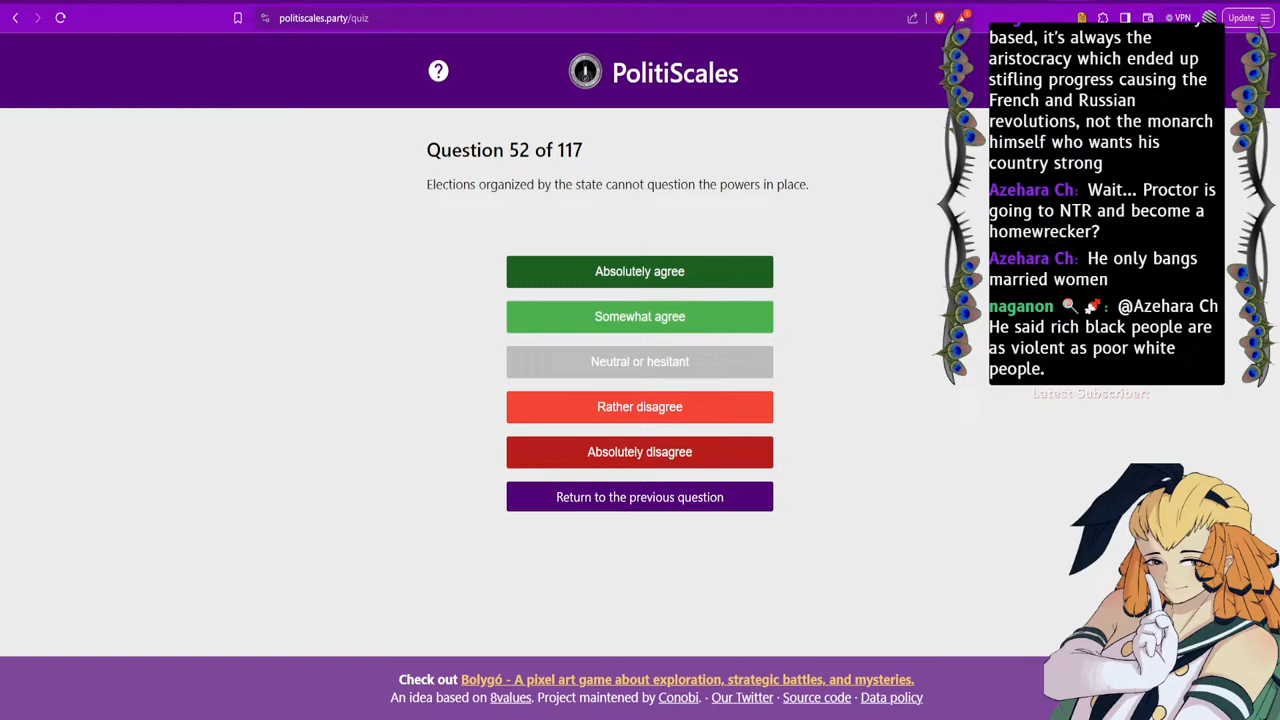 politiscales.party/quiz
VPN
Update
PolitiScales
Question 52 of 117
Elections organized by the state cannot question the powers in place.
Absolutely agree
Somewhat agree
Neutral or hesitant
Rather disagree
Absolutely disagree
Return to the previous question
based, it's always the
aristocracy which ended up
stifling progress causing the
French and Russian
revolutions, not the monarch
himself who wants his
country strong
Azehara Ch: Wait... Proctor is
going to NTR and become a
homewrecker?
Azehara Ch: He only bangs
married women
naganon : @Azehara Ch
He said rich black people are
as violent as poor white
people.
Latest Subscriber:
Check out Bolygó - A pixel art game about exploration, strategic battles, and mysteries.
An idea based on 8values. Project maintened by Conobi. · Our Twitter · Source code · Data policy